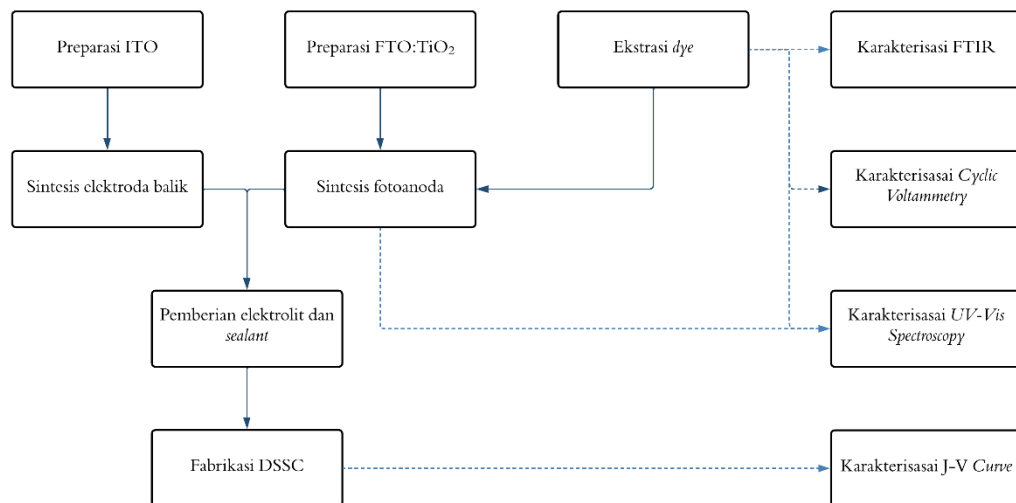 Preparasi ITO
Preparasi FTO:TiO₂
Ekstrasi dye
Karakterisasi FTIR
Sintesis elektroda balik
Sintesis fotoanoda
Karakterisasai Cyclic
Voltammetry
Pemberian elektrolit dan
sealant
Karakterisasai UV-Vis
Spectroscopy
Fabrikasi DSSC
Karakterisasai J-V Curve